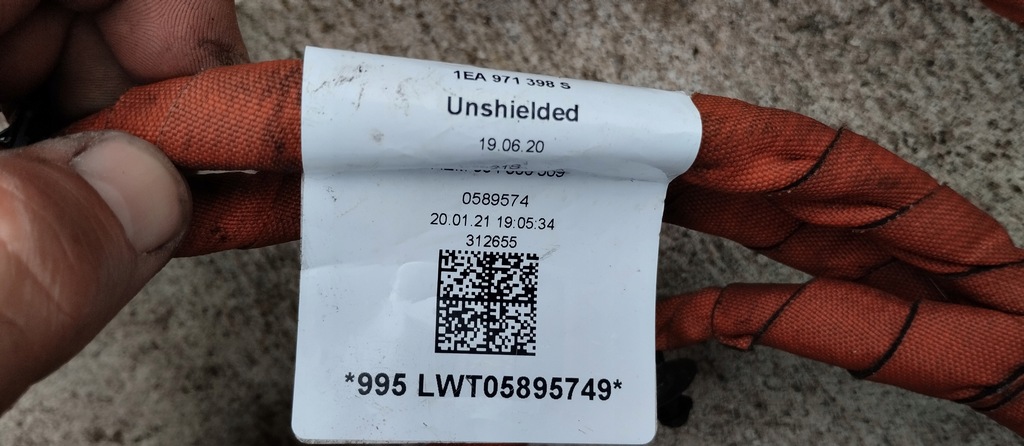 1EA 971 398 S
Unshielded
19.06.20
0589574
20.01.21 19:05:34
312655
*995 LWT05895749*